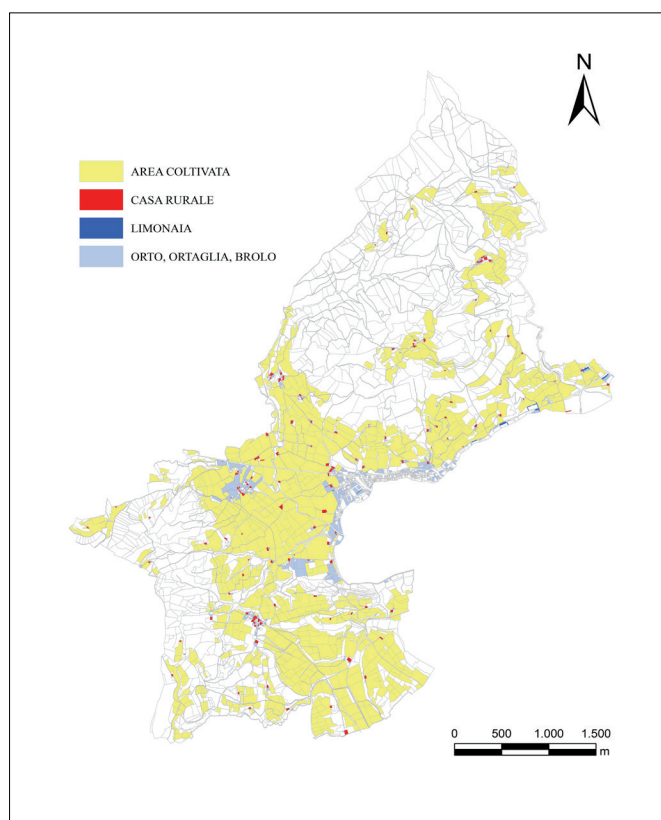 N
AREA COLTIVATA
CASA RURALE
LIMONAIA
ORTO, ORTAGLIA, BROLO
0 500 1.000 1.500
m